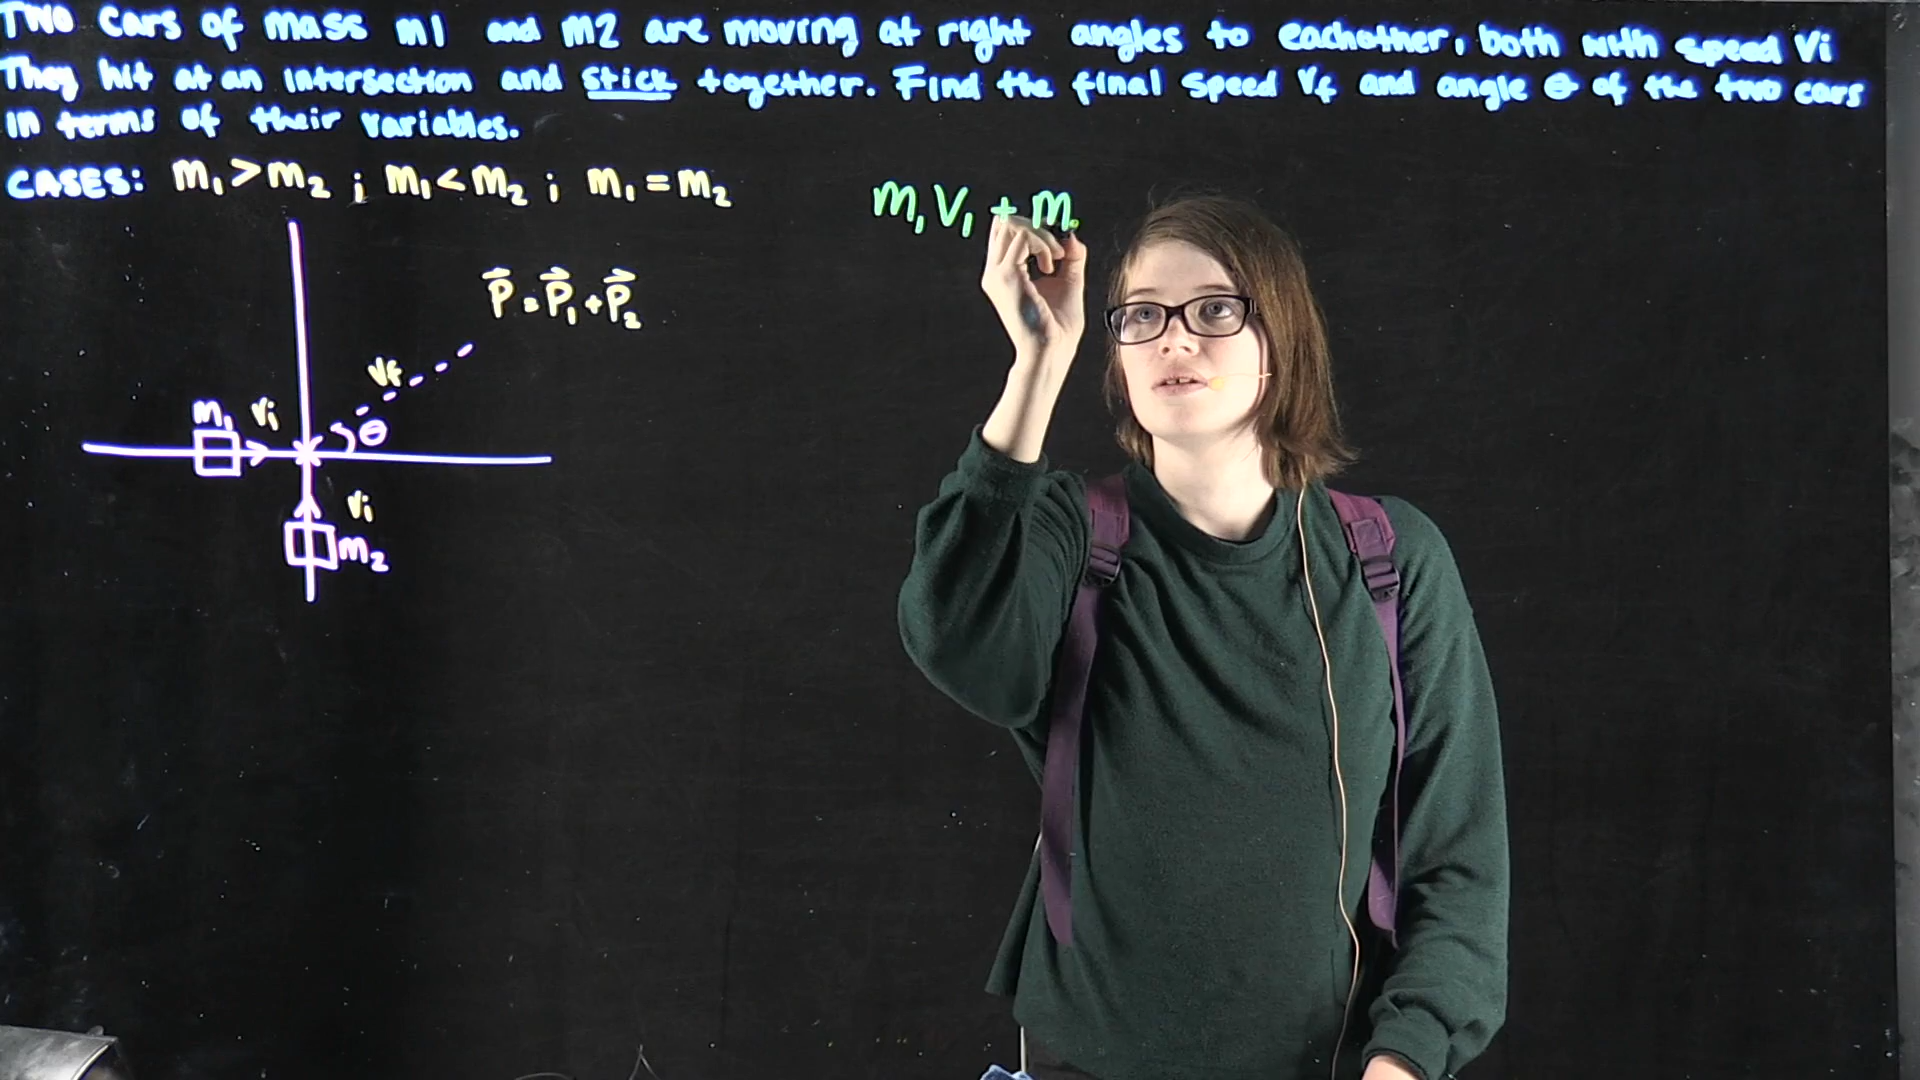 Two cars of mass m1 and m2 are moving at right angles to eachother, both with speed Vi
They hit at an intersection and stick together. Find the final speed Vf and angle θ of the two cars
in terms of their variables.
CASES: m₁>m₂ ; m₁<m₂ ; m₁=m₂
m₁V₁ + m
P⃗ = P⃗₁ + P⃗₂
Vf
m₁ Vi
θ
Vi
m₂